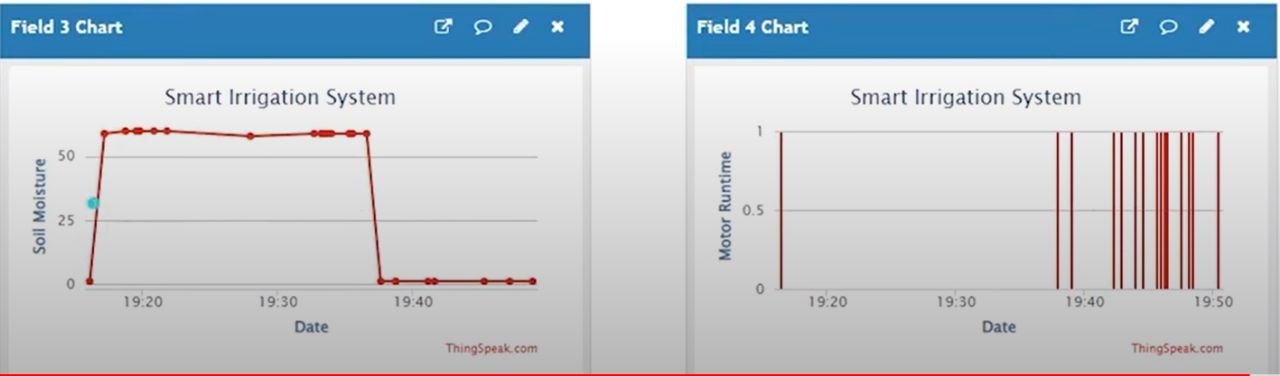 Field 3 Chart
Smart Irrigation System
Soil Moisture
50
25
0
19:20
19:30
19:40
Date
ThingSpeak.com
Field 4 Chart
Smart Irrigation System
Motor Runtime
1
0.5
0
19:20
19:30
19:40
19:50
Date
ThingSpeak.com